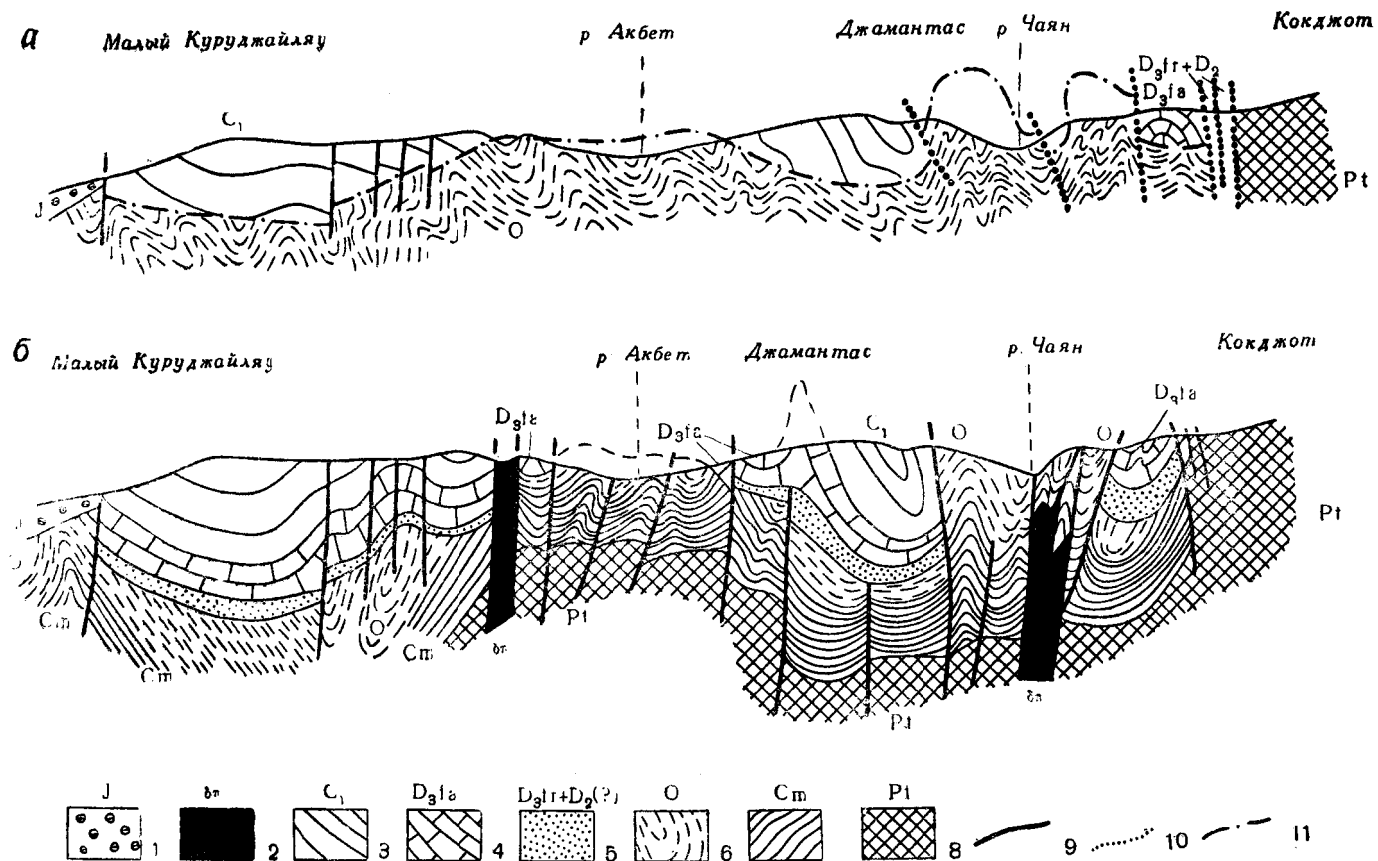 а Малый Куруджайляу р Акбет Джамантас р Чаян Кокджот
D₃fr+D₂
D₃fa
C₁
J
O
Pt
б Малый Куруджайляу р Акбет Джамантас р. Чаян Кокджот
D₃fa D₃fa C₁ O O D₃fa
J
Cm Cm O Cm Pt Pt Pt
δπ δπ
J δπ C₁ D₃fa D₃fr+D₂(?) O Cm Pt
1 2 3 4 5 6 8 9 10 11